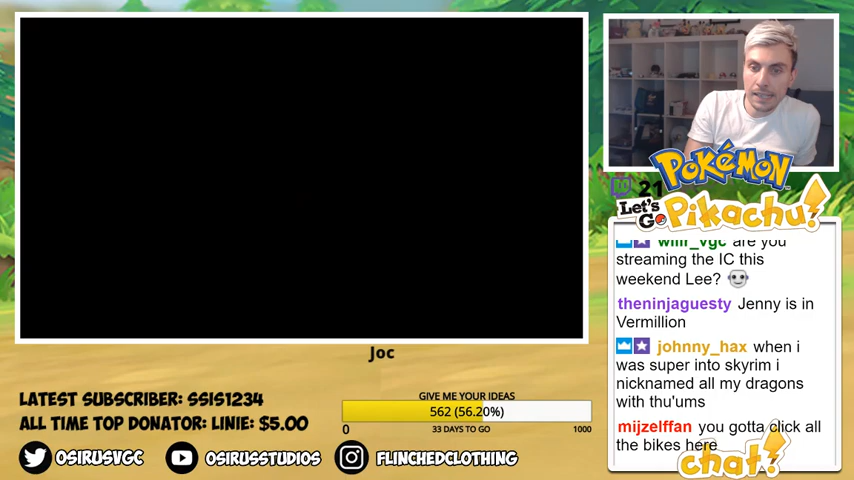 POKéMON
21
Let's Go Pikachu!
willr_vgc are you
streaming the IC this
weekend Lee?
theninjaguesty Jenny is in
Vermillion
johnny_hax when i
was super into skyrim i
nicknamed all my dragons
with thu'ums
mijzelffan you gotta click all
the bikes here
chat!
Joc
LATEST SUBSCRIBER: SSIS1234
ALL TIME TOP DONATOR: LINIE: $5.00
GIVE ME YOUR IDEAS
562 (56.20%)
0 33 DAYS TO GO 1000
OSIRUSVGC OSIRUSSTUDIOS FLINCHEDCLOTHING